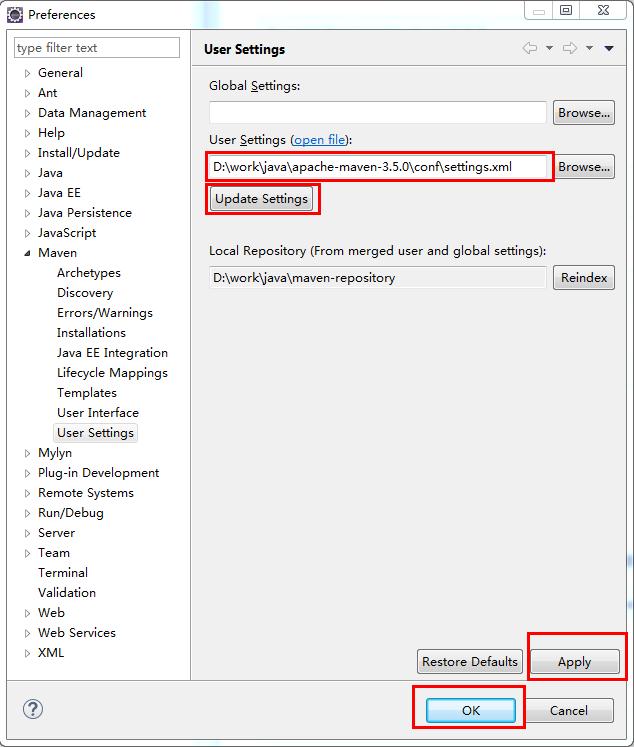 Preferences
type filter text
General
Ant
Data Management
Help
Install/Update
Java
Java EE
Java Persistence
JavaScript
Maven
Archetypes
Discovery
Errors/Warnings
Installations
Java EE Integration
Lifecycle Mappings
Templates
User Interface
User Settings
Mylyn
Plug-in Development
Remote Systems
Run/Debug
Server
Team
Terminal
Validation
Web
Web Services
XML
User Settings
Global Settings:
Browse...
User Settings (open file):
D:\work\java\apache-maven-3.5.0\conf\settings.xml Browse...
Update Settings
Local Repository (From merged user and global settings):
D:\work\java\maven-repository Reindex
Restore Defaults Apply
? OK Cancel